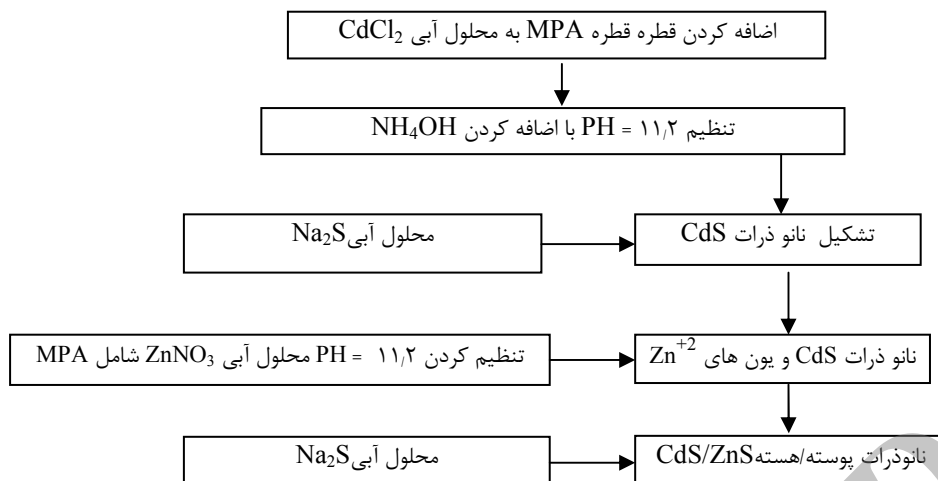 اضافه کردن قطره قطره MPA به محلول آبی CdCl2
تنظیم PH = ۱۱٫۲ با اضافه کردن NH4OH
محلول آبی Na2S
تشکیل نانو ذرات CdS
تنظیم کردن PH = ۱۱٫۲ محلول آبی ZnNO3 شامل MPA
نانو ذرات CdS و یون های Zn+2
محلول آبی Na2S
نانوذرات پوسته/هسته CdS/ZnS